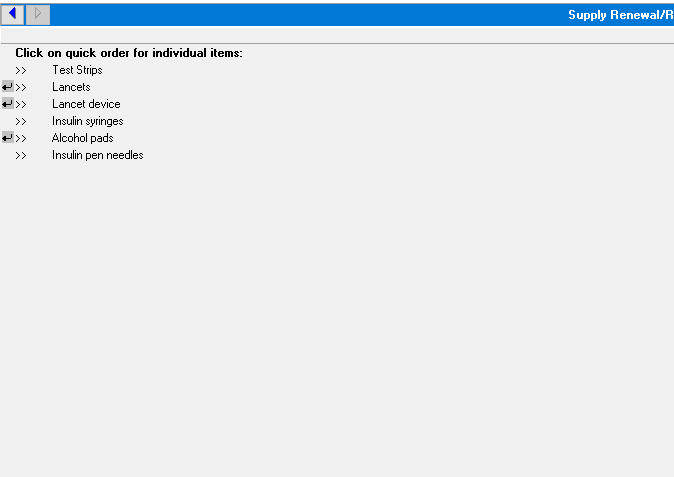 Supply Renewal/R
Click on quick order for individual items:
>> Test Strips
>> Lancets
>> Lancet device
>> Insulin syringes
>> Alcohol pads
>> Insulin pen needles